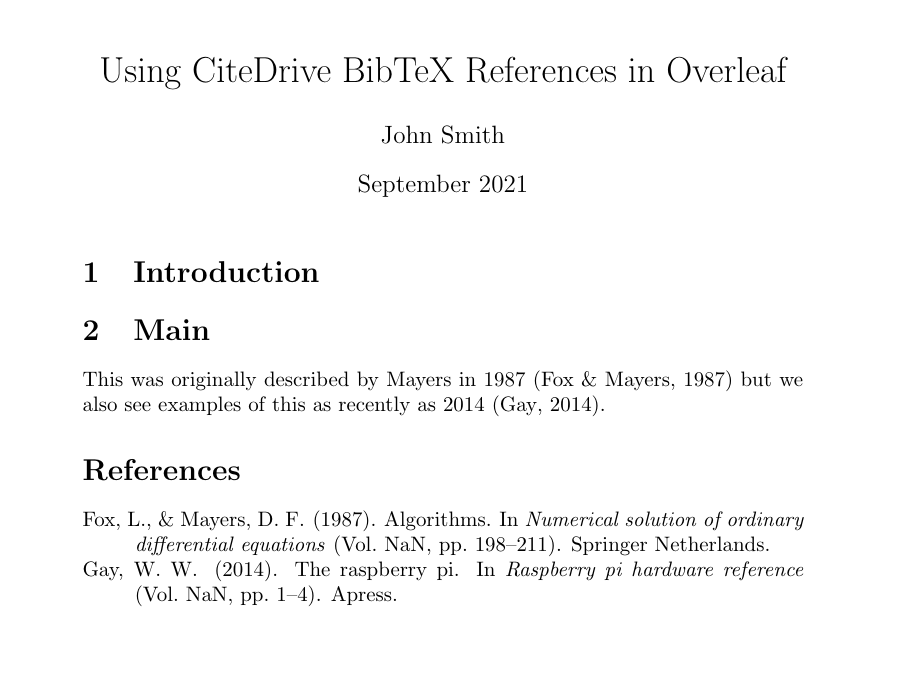 Using CiteDrive BibTeX References in Overleaf
John Smith
September 2021
1 Introduction
2 Main
This was originally described by Mayers in 1987 (Fox & Mayers, 1987) but we
also see examples of this as recently as 2014 (Gay, 2014).
References
Fox, L., & Mayers, D. F. (1987). Algorithms. In Numerical solution of ordinary
differential equations (Vol. NaN, pp. 198–211). Springer Netherlands.
Gay, W. W. (2014). The raspberry pi. In Raspberry pi hardware reference
(Vol. NaN, pp. 1–4). Apress.